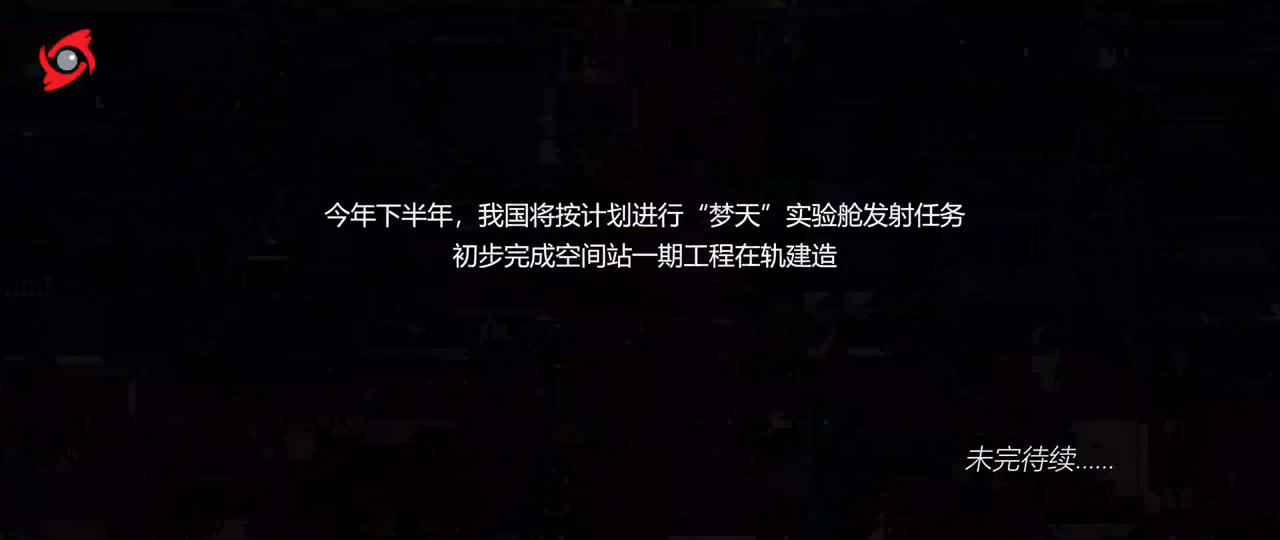 今年下半年，我国将按计划进行“梦天”实验舱发射任务
初步完成空间站一期工程在轨建造
未完待续......